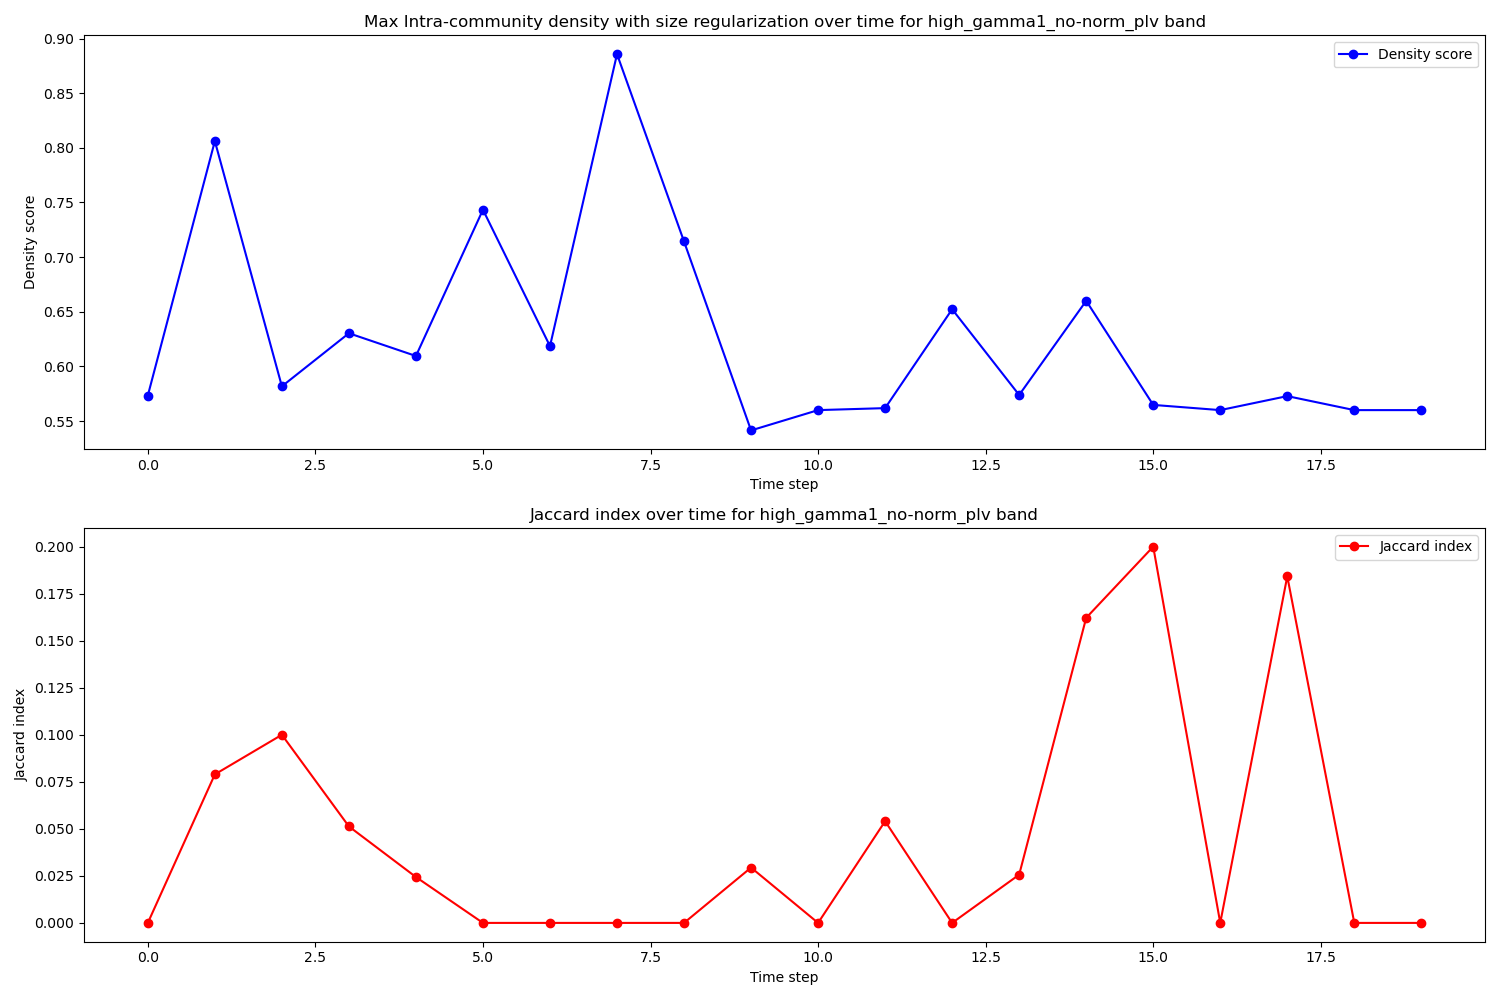 Max Intra-community density with size regularization over time for high_gamma1_no-norm_plv band
Density score
0.90
0.85
0.80
0.75
0.70
0.65
0.60
0.55
Density score
0.0 2.5 5.0 7.5 10.0 12.5 15.0 17.5
Time step
Jaccard index over time for high_gamma1_no-norm_plv band
Jaccard index
0.200
0.175
0.150
0.125
0.100
0.075
0.050
0.025
0.000
Jaccard index
0.0 2.5 5.0 7.5 10.0 12.5 15.0 17.5
Time step